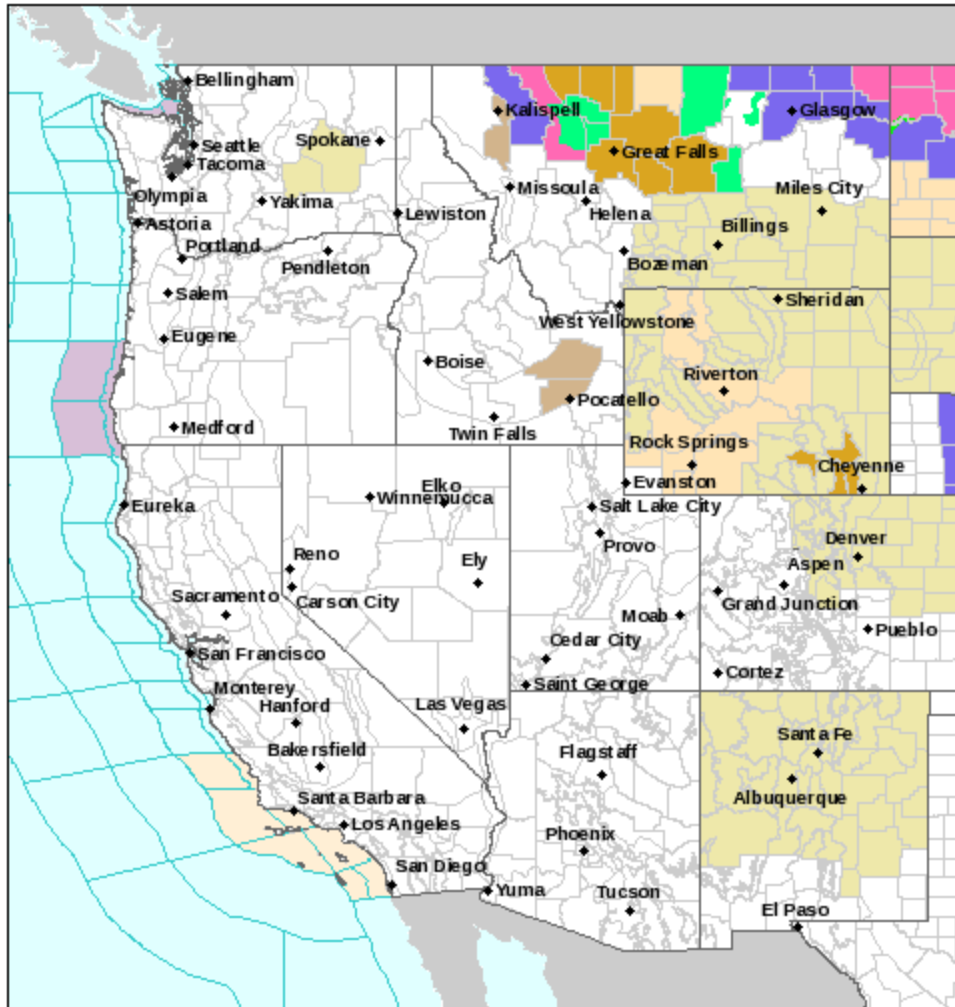 Bellingham
Kalispell
Glasgow
Seattle
Spokane
Great Falls
Tacoma
Olympia
Missoula
Miles City
Yakima
Lewiston
Helena
Astoria
Billings
Portland
Pendleton
Bozeman
Salem
Sheridan
West Yellowstone
Eugene
Boise
Riverton
Pocatello
Medford
Twin Falls
Rock Springs
Cheyenne
Elko
Evanston
Winnemucca
Eureka
Salt Lake City
Provo
Denver
Reno
Ely
Aspen
Sacramento
Carson City
Grand Junction
Moab
Pueblo
Cedar City
San Francisco
Cortez
Monterey
Saint George
Hanford
Las Vegas
Santa Fe
Bakersfield
Flagstaff
Albuquerque
Santa Barbara
Los Angeles
Phoenix
San Diego
Yuma
Tucson
El Paso